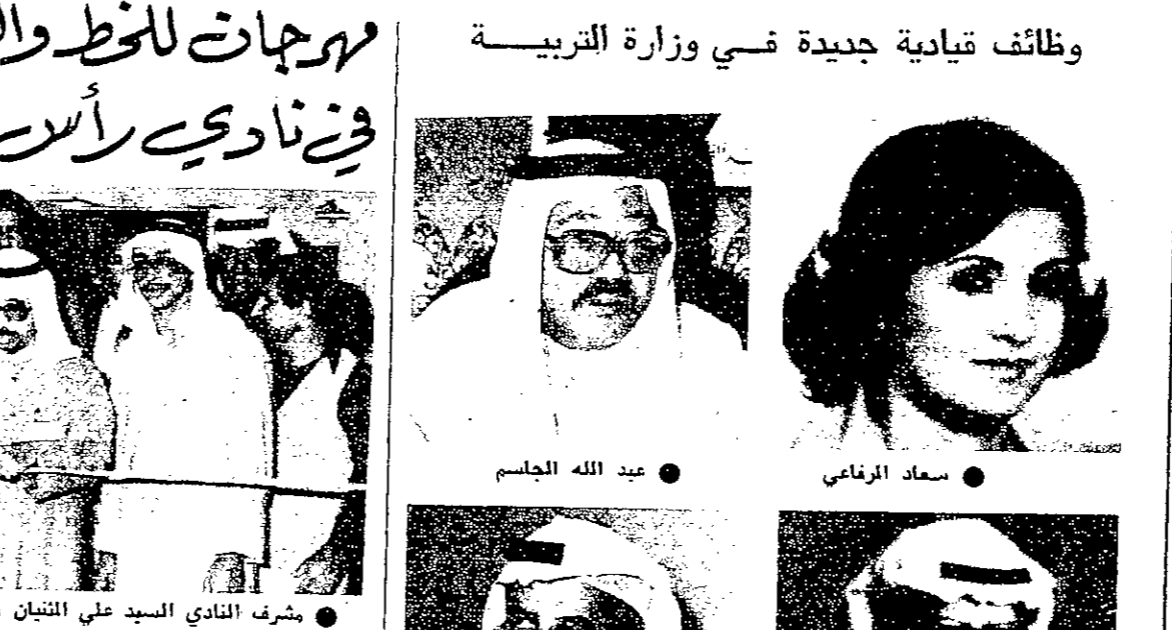 وظائف قيادية جديدة في وزارة التربية
● سعاد الرفاعي
● عبد الله الجاسم
مهرجان للخط وال
في نادي رأس
● مشرف النادي السيد علي الثنيان